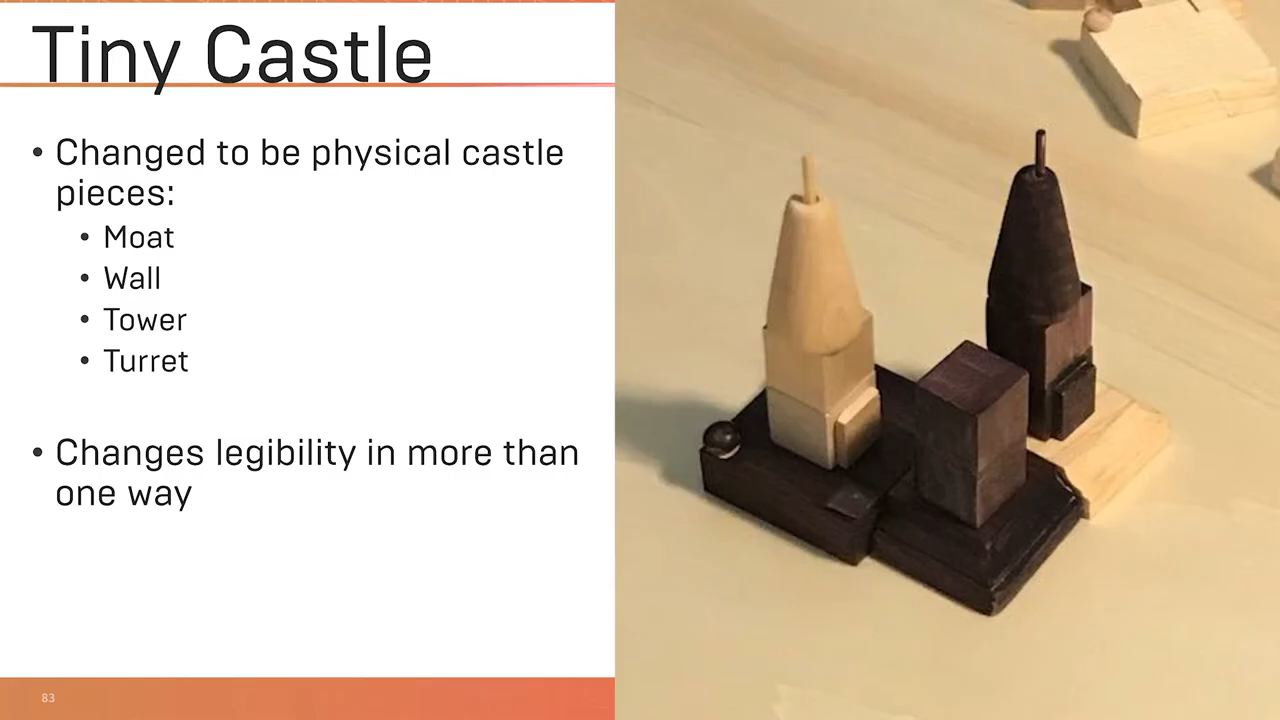 Tiny Castle
• Changed to be physical castle
pieces:
• Moat
• Wall
• Tower
• Turret
• Changes legibility in more than
one way
83